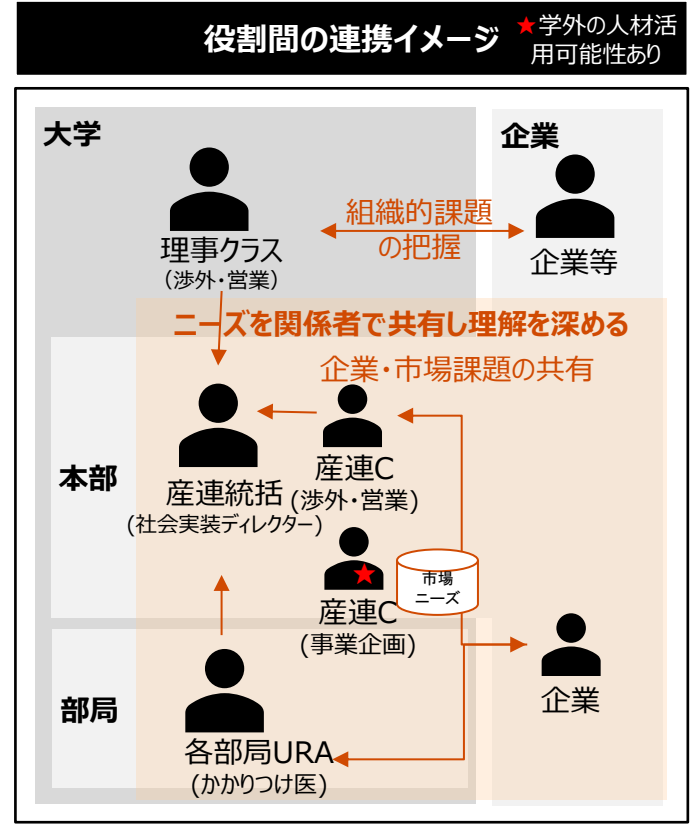 役割間の連携イメージ
★学外の人材活
用可能性あり
大学
企業
理事クラス
（渉外・営業）
組織的課題
の把握
企業等
ニーズを関係者で共有し理解を深める
企業・市場課題の共有
本部
産連統括
(社会実装ディレクター)
産連C
(渉外・営業)
産連C
(事業企画)
市場
ニーズ
企業
部局
各部局URA
(かかりつけ医)